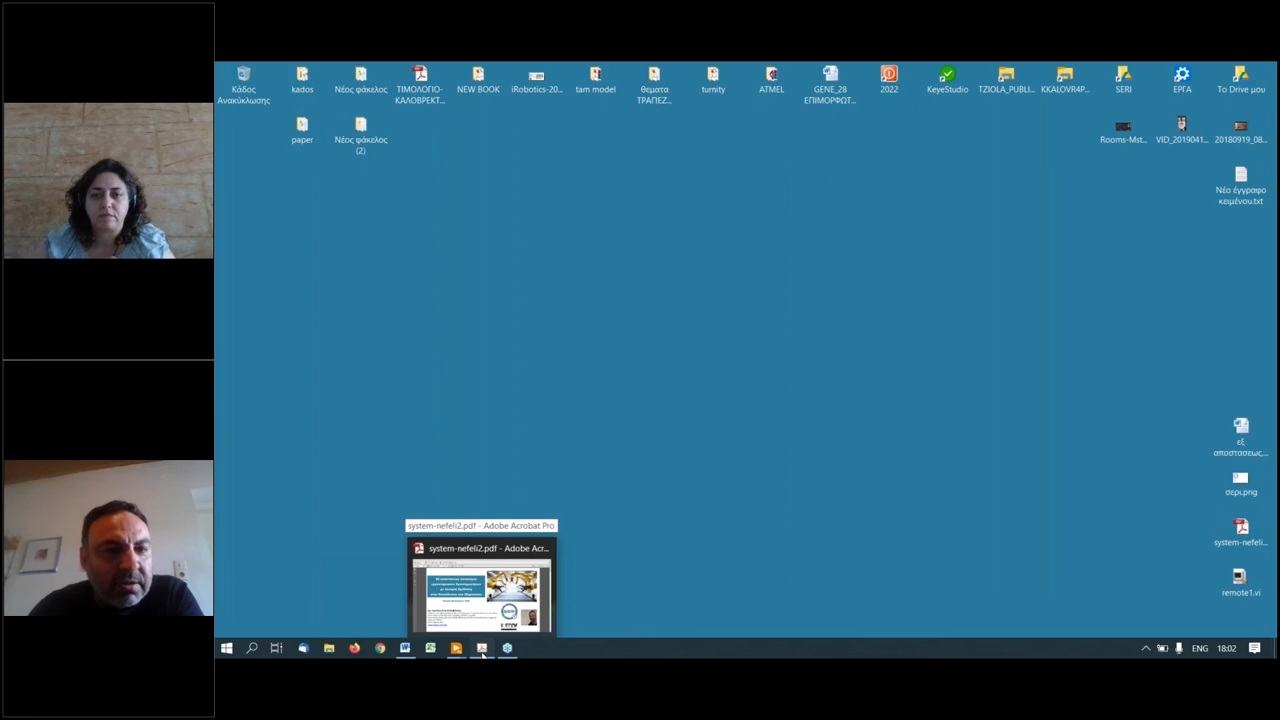 Κάδος
Ανακύκλωσης
kados
Νέος φάκελος
ΤΙΜΟΛΟΓΙΟ-
ΚΑΛΟΒΡΕΚΤ...
NEW BOOK
iRobotics-20...
tam model
θεματα
ΤΡΑΠΕΖ...
turnity
ATMEL
GENE_28
ΕΠΙΜΟΡΦΩΤ...
2022
KeyeStudio
TZIOLA_PUBLI...
KKALOVR4P...
SERI
ΕΡΓΑ
Το Drive μου
paper
Νέος φάκελος
(2)
Rooms-Mst...
VID_2019041...
20180919_08...
Νέο έγγραφο
κειμένου.txt
εξ
αποστασεως,...
σερι.png
system-nefeli...
remote1.vi
system-nefeli2.pdf - Adobe Acrobat Pro
system-nefeli2.pdf - Adobe Acr...
ENG
18:02